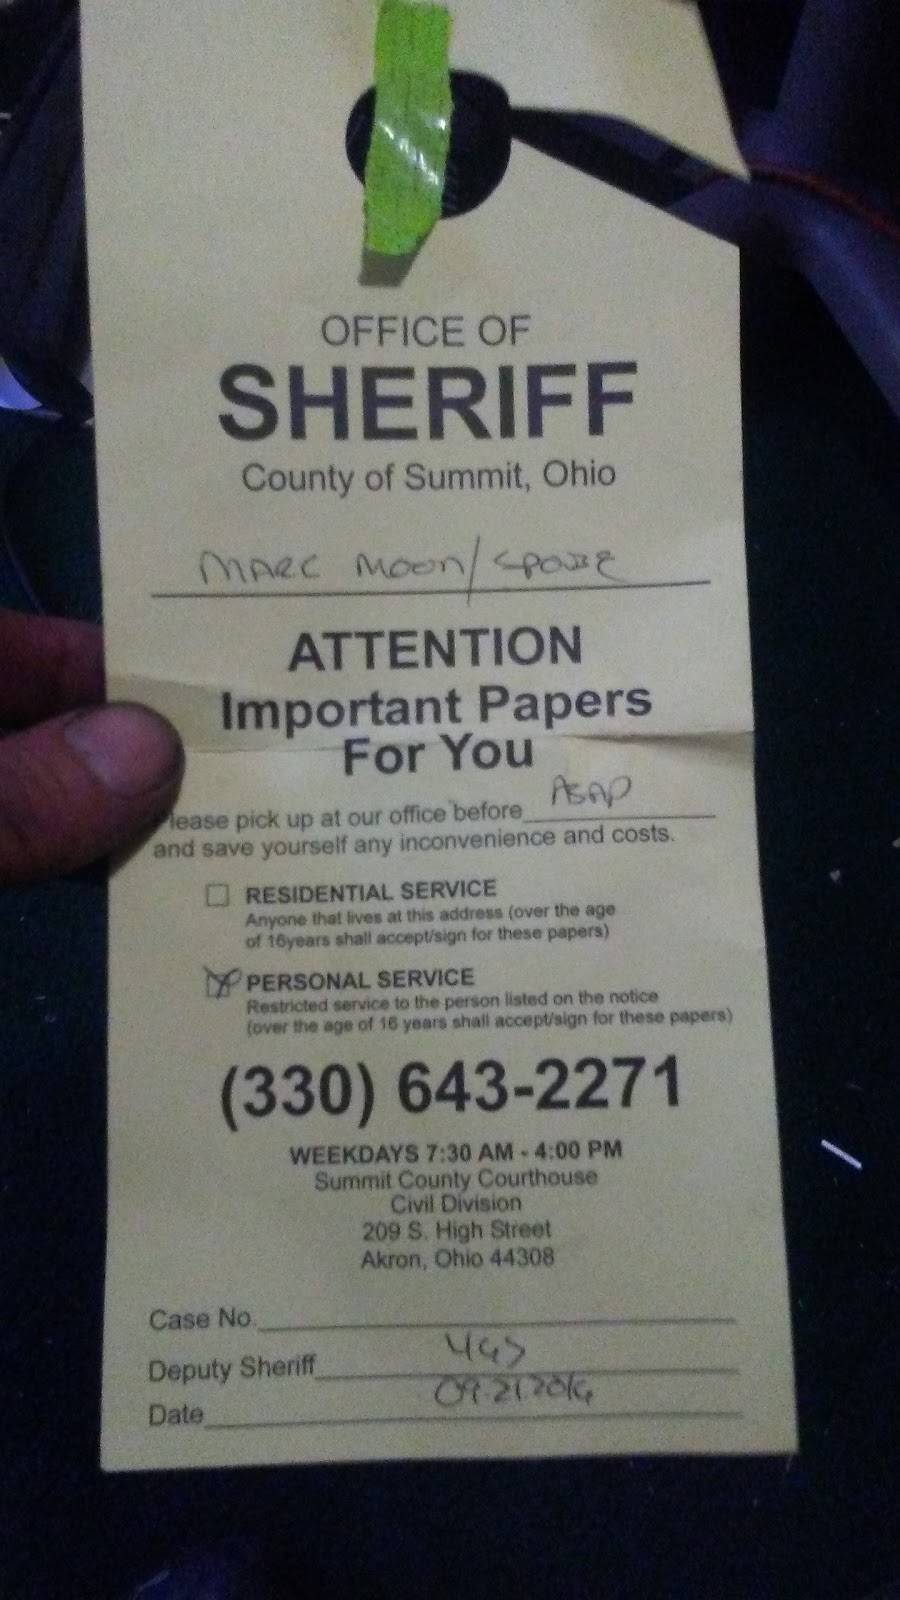 OFFICE OF
SHERIFF
County of Summit, Ohio
MARC MOON/SPOUSE
ATTENTION
Important Papers
For You
Please pick up at our office before ASAP
and save yourself any inconvenience and costs.
☐ RESIDENTIAL SERVICE
Anyone that lives at this address (over the age
of 16years shall accept/sign for these papers)
☒ PERSONAL SERVICE
Restricted service to the person listed on the notice
(over the age of 16 years shall accept/sign for these papers)
(330) 643-2271
WEEKDAYS 7:30 AM - 4:00 PM
Summit County Courthouse
Civil Division
209 S. High Street
Akron, Ohio 44308
Case No.
Deputy Sheriff
Date